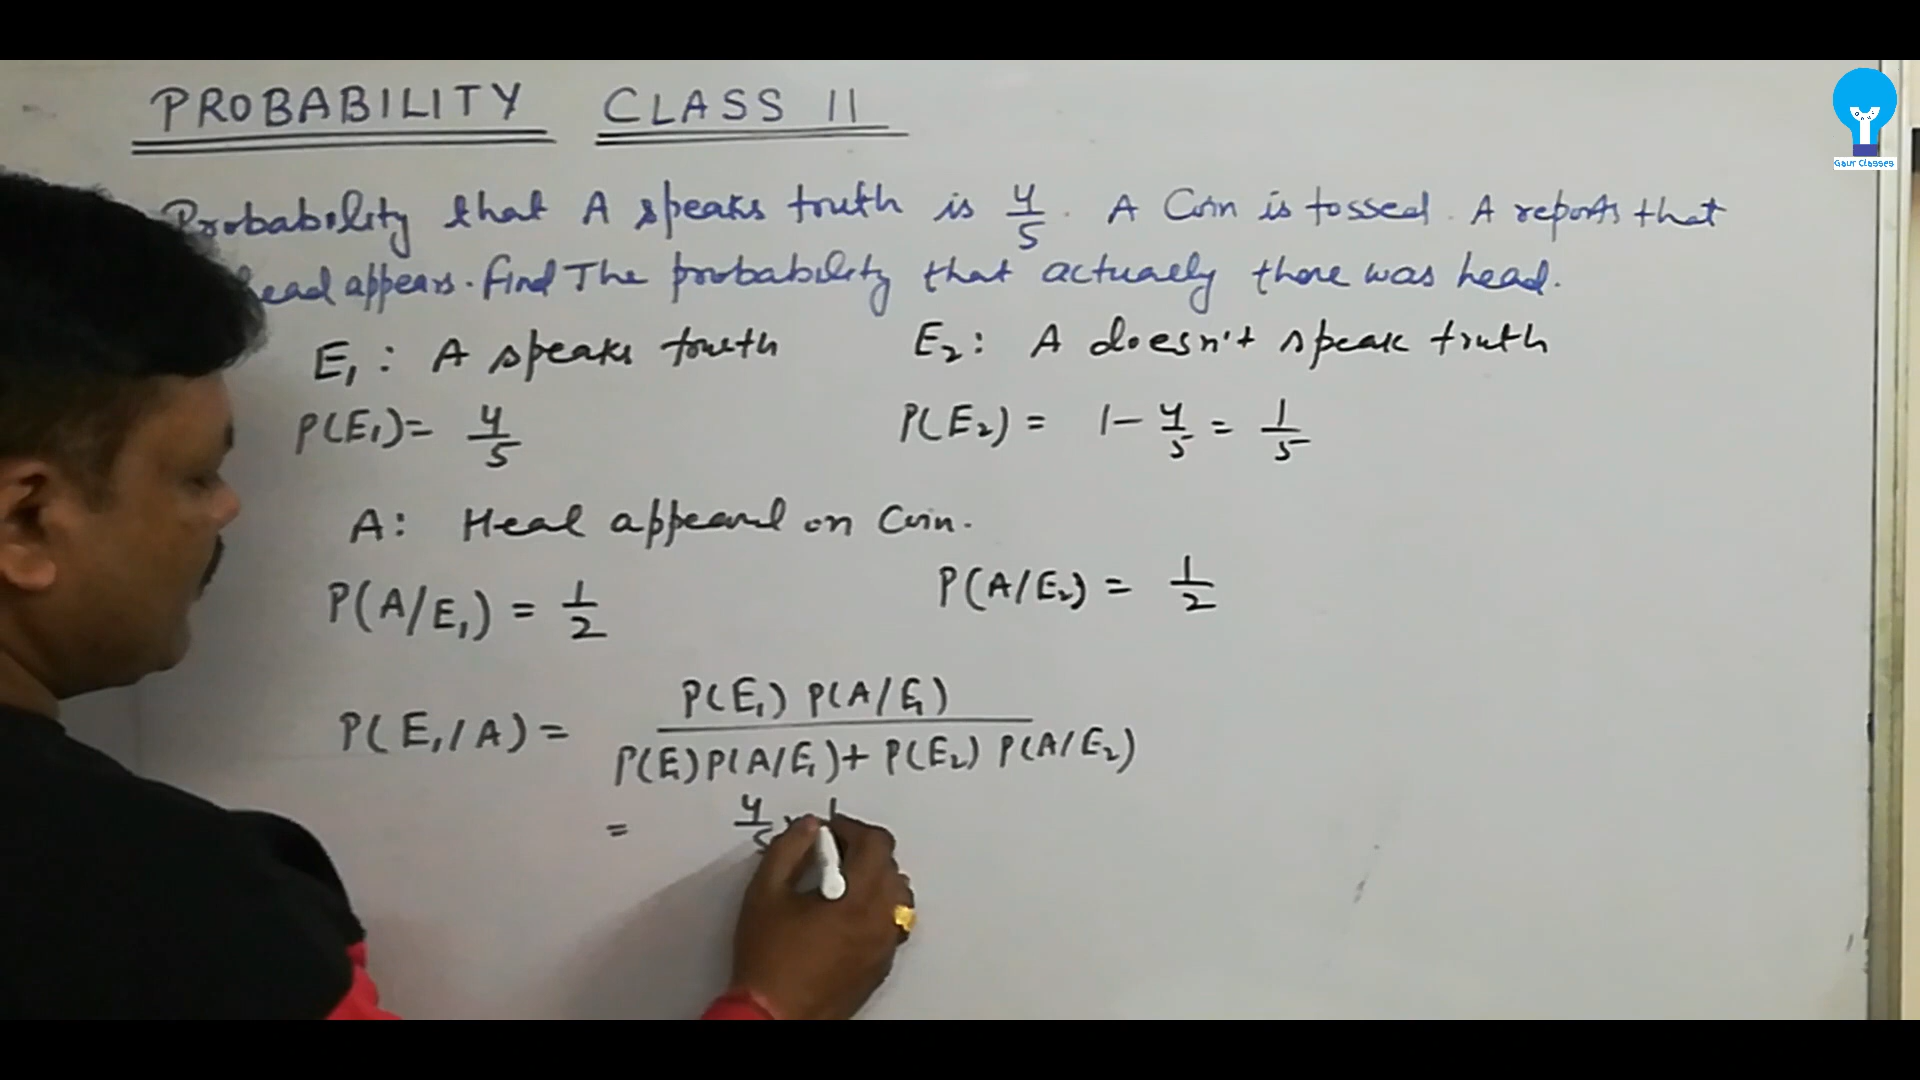 PROBABILITY CLASS 11
Gaur Classes
Probability that A speaks truth is 4/5. A Coin is tossed. A reports that
head appears. Find The probability that actually there was head.
E₁: A speaks truth E₂: A doesn't speak truth
P(E₁) = 4/5 P(E₂) = 1 - 4/5 = 1/5
A: Head appeared on Coin.
P(A/E₁) = 1/2 P(A/E₂) = 1/2
P(E₁) P(A/E₁)
P(E₁/A) =
P(E₁)P(A/E₁) + P(E₂) P(A/E₂)
= 4/5 × 1